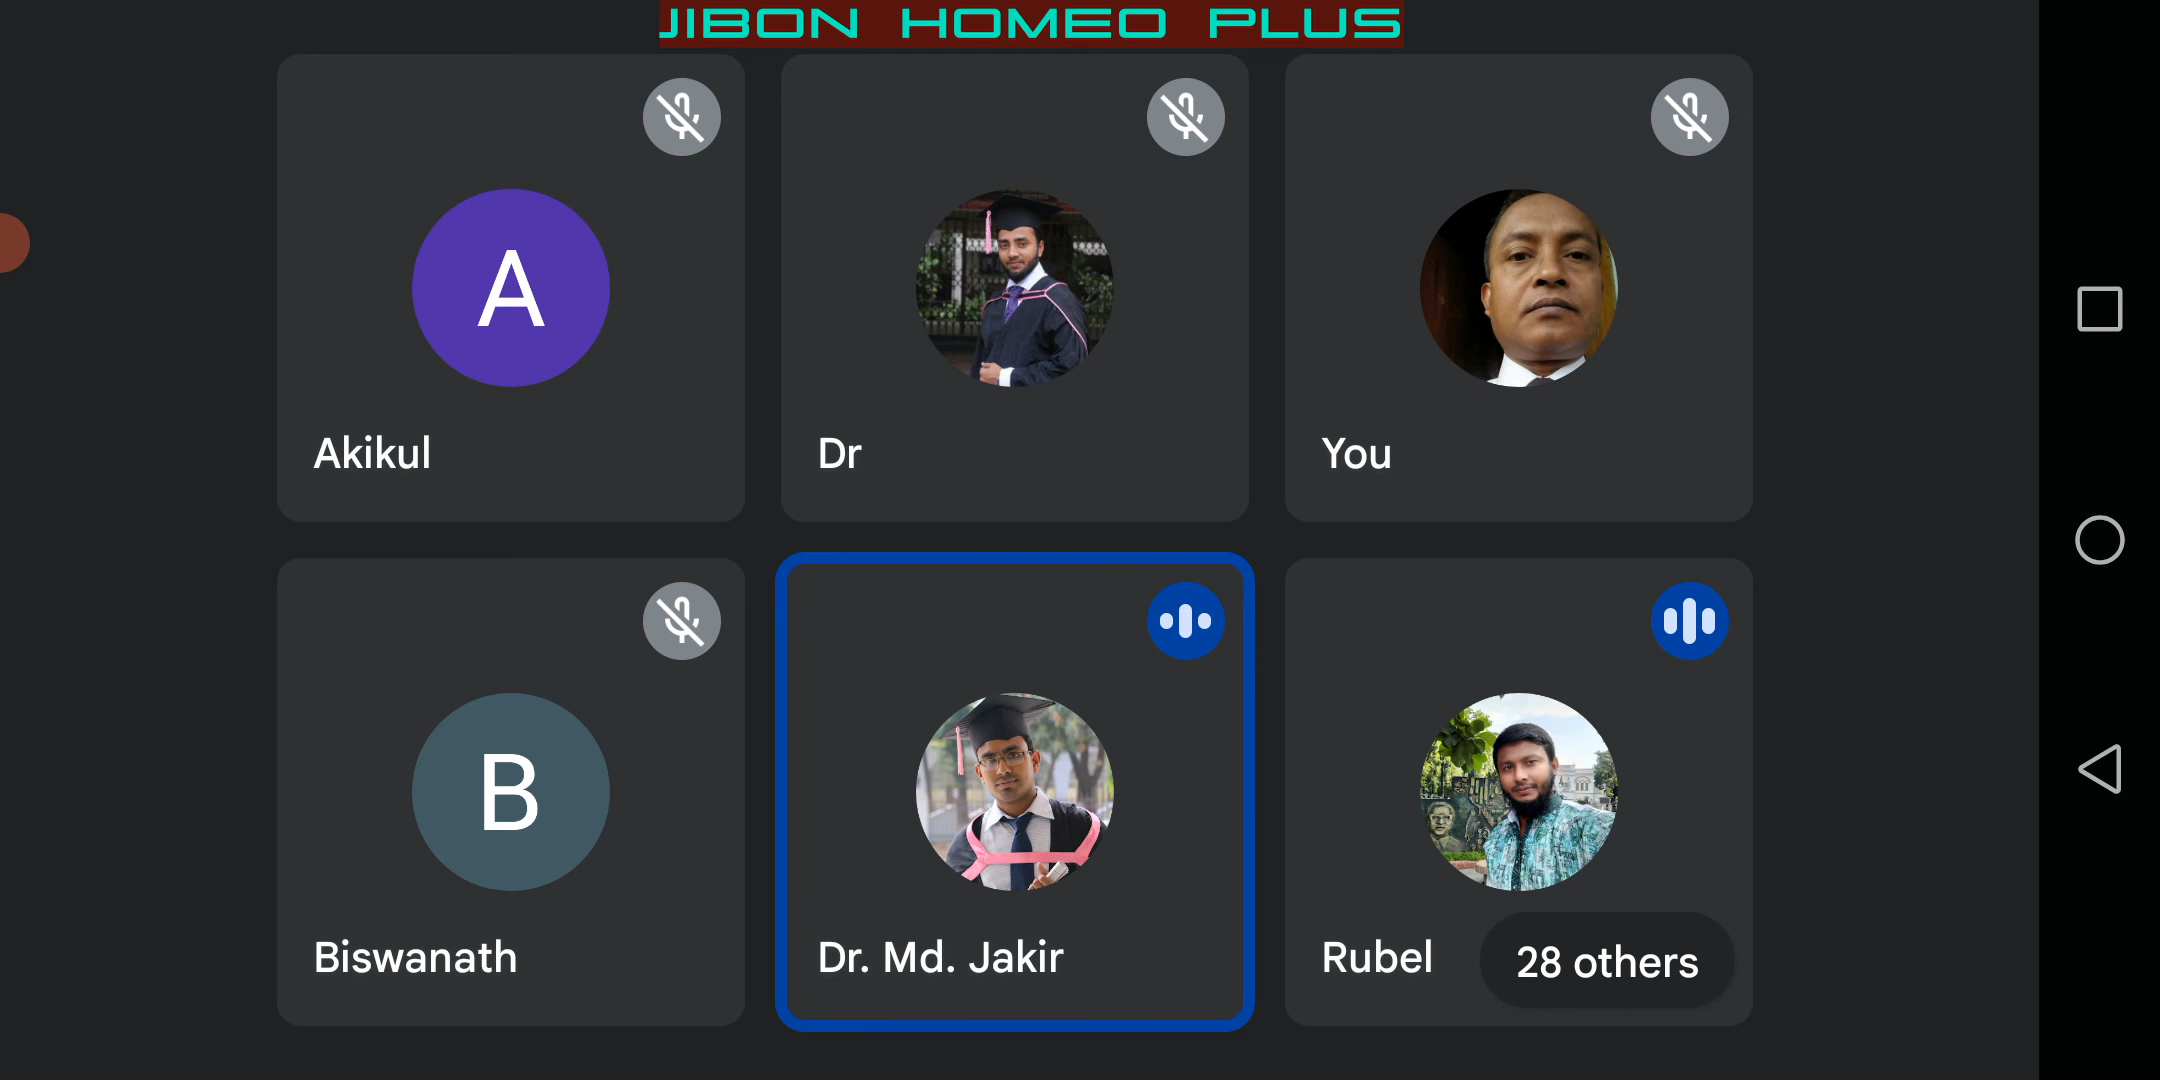 JIBON HOMEO PLUS
A
Akikul
Dr
You
B
Biswanath
Dr. Md. Jakir
Rubel
28 others